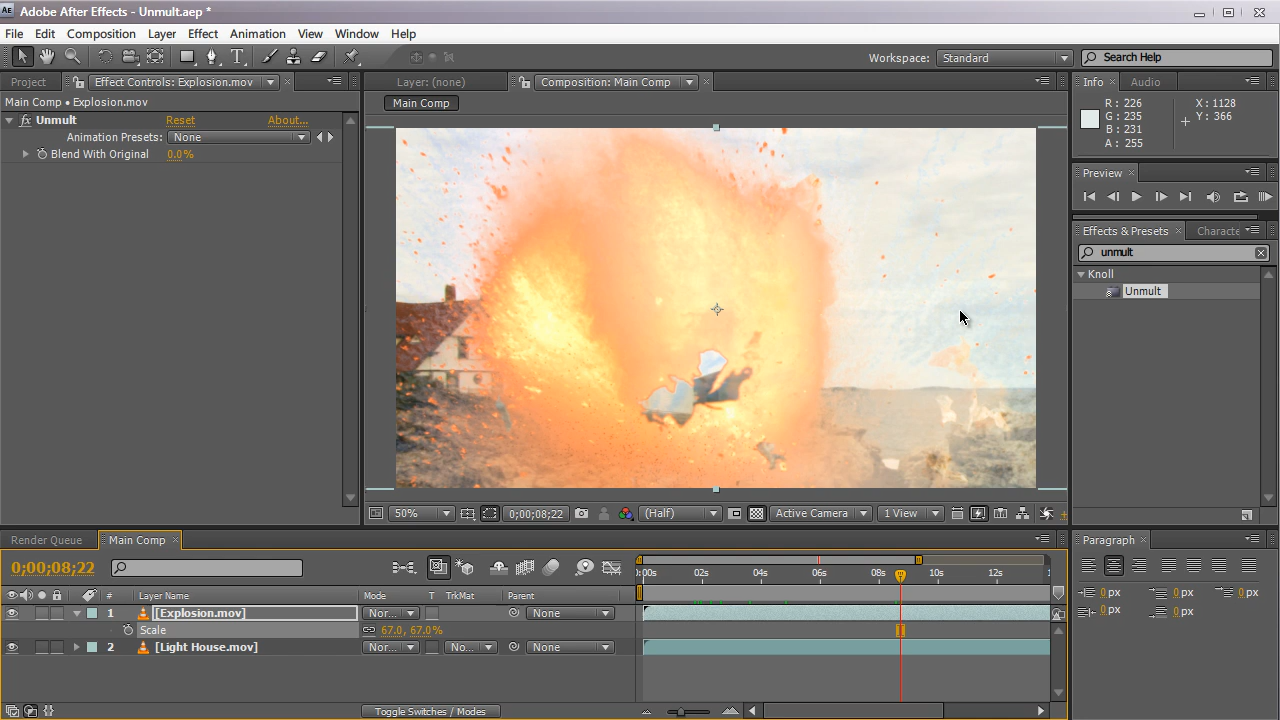 Ae Adobe After Effects - Unmult.aep *
File Edit Composition Layer Effect Animation View Window Help
T Workspace: Standard Search Help
Project Effect Controls: Explosion.mov Layer: (none) Composition: Main Comp Info Audio
Main Comp • Explosion.mov Main Comp
R : 226 X : 1128
G : 235 Y : 366
B : 231
A : 255
fx Unmult Reset About...
Animation Presets: None
Blend With Original 0.0%
Preview
Effects & Presets Characte
unmult
Knoll
Unmult
50% 0;00;08;22 (Half) Active Camera 1 View
Render Queue Main Comp
Paragraph
0;00;08;22
0:00s 02s 04s 06s 08s 10s 12s 1
# Layer Name Mode T TrkMat Parent
1 [Explosion.mov] Nor... None
Scale 67.0, 67.0%
2 [Light House.mov] Nor... No... None
0 px 0 px 0 px
0 px 0 px
Toggle Switches / Modes